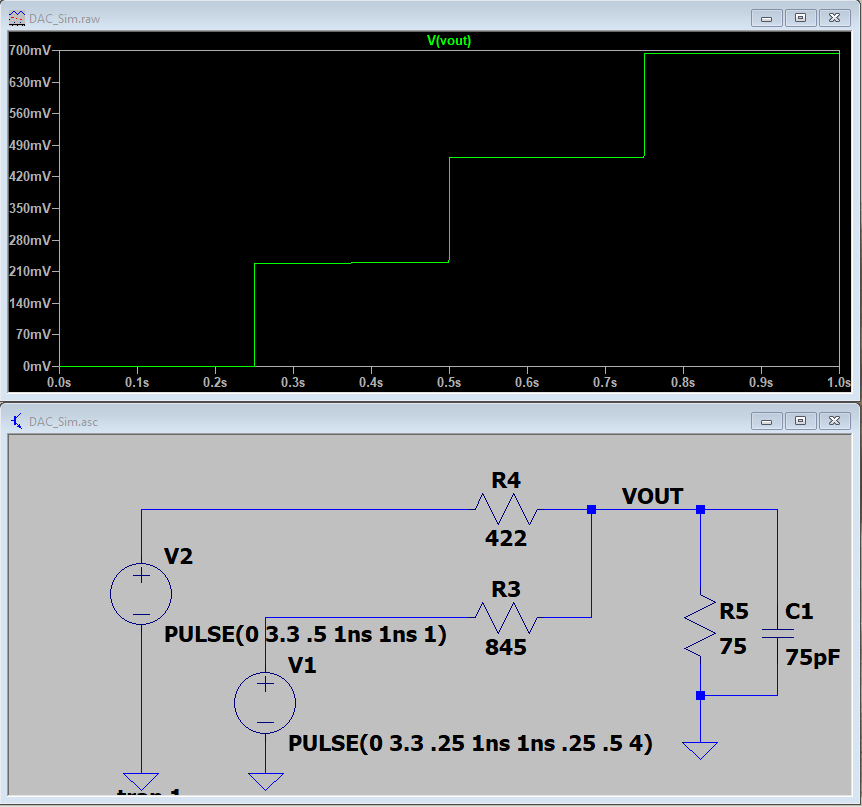 DAC_Sim.raw
V(vout)
700mV
630mV
560mV
490mV
420mV
350mV
280mV
210mV
140mV
70mV
0mV
0.0s 0.1s 0.2s 0.3s 0.4s 0.5s 0.6s 0.7s 0.8s 0.9s 1.0s
DAC_Sim.asc
R4
422
VOUT
V2
PULSE(0 3.3 .5 1ns 1ns 1)
R3
845
R5
75
C1
75pF
V1
PULSE(0 3.3 .25 1ns 1ns .25 .5 4)